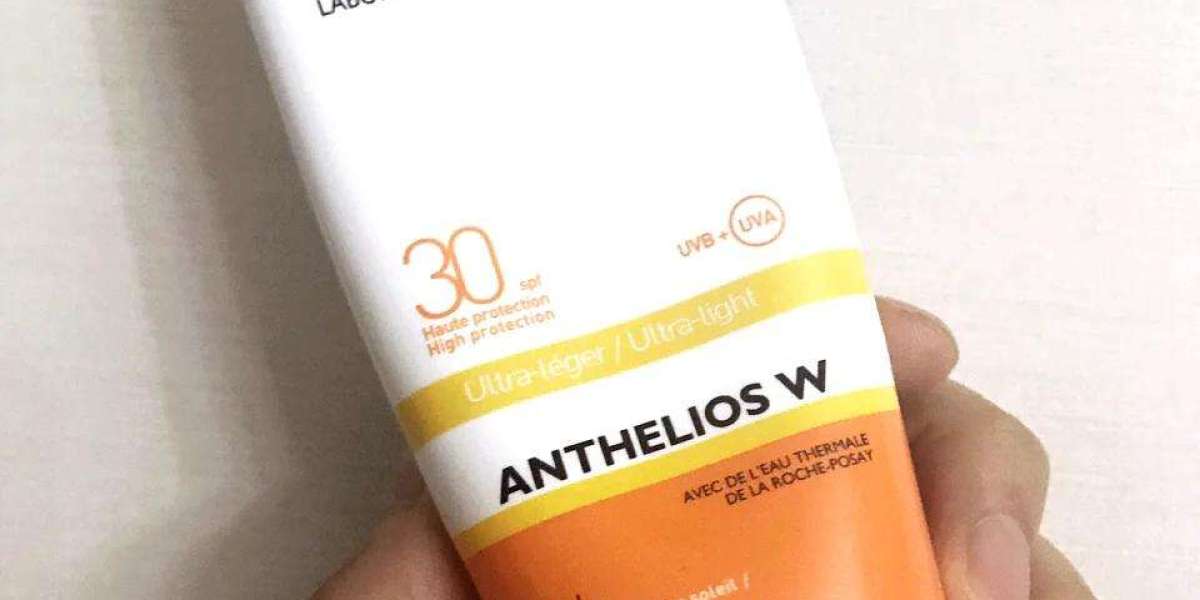 30 spf
Haute protection
High protection
UVB + UVA
Ultra-léger / Ultra-light
ANTHELIOS W
AVEC DE L'EAU THERMALE
DE LA ROCHE-POSAY
soleil /